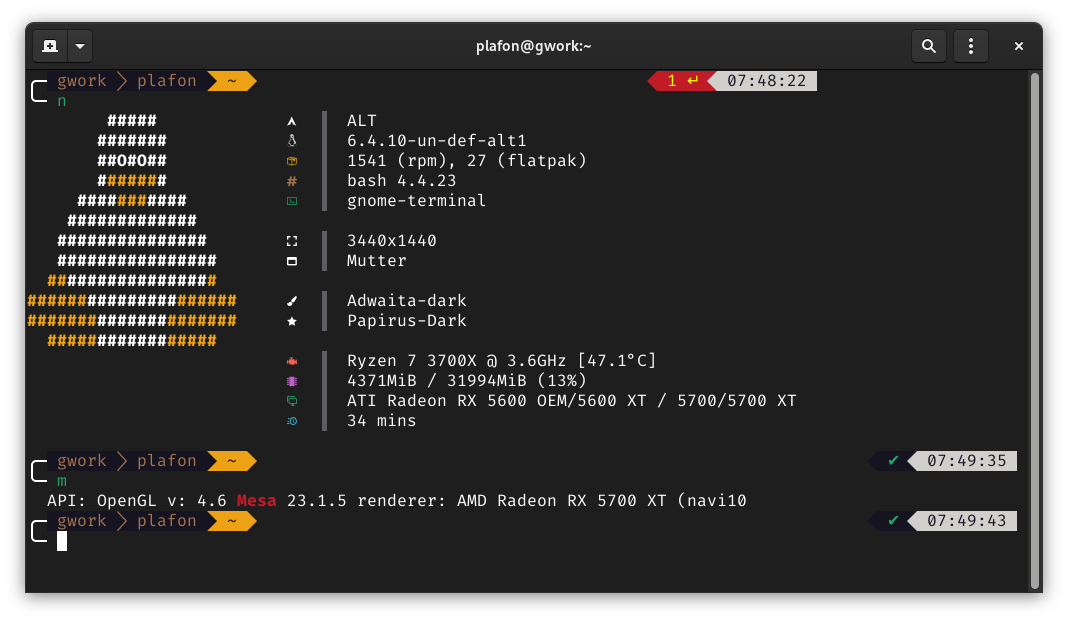 plafon@gwork:~
gwork plafon ~ 1 ↵ 07:48:22
n
##### ALT
####### 6.4.10-un-def-alt1
##O#O## 1541 (rpm), 27 (flatpak)
####### # bash 4.4.23
########### gnome-terminal
#############
############### 3440x1440
################ Mutter
#################
##################### Adwaita-dark
##################### Papirus-Dark
#################
Ryzen 7 3700X @ 3.6GHz [47.1°C]
4371MiB / 31994MiB (13%)
ATI Radeon RX 5600 OEM/5600 XT / 5700/5700 XT
34 mins
gwork plafon ~ ✔ 07:49:35
m
API: OpenGL v: 4.6 Mesa 23.1.5 renderer: AMD Radeon RX 5700 XT (navi10
gwork plafon ~ ✔ 07:49:43